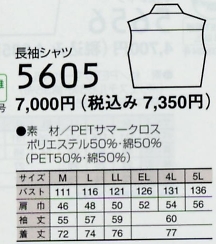 長袖シャツ
5605
7,000円(税込み 7,350円)
●素 材/PETサマークロス
ポリエステル50%・綿50%
(PET50%・綿50%)
サイズ M L LL EL 4L 5L
バスト 111 116 121 126 131 136
肩巾 46 48 50 52 54 56
袖丈 55 57 59 60
着丈 72 74 76 77
号